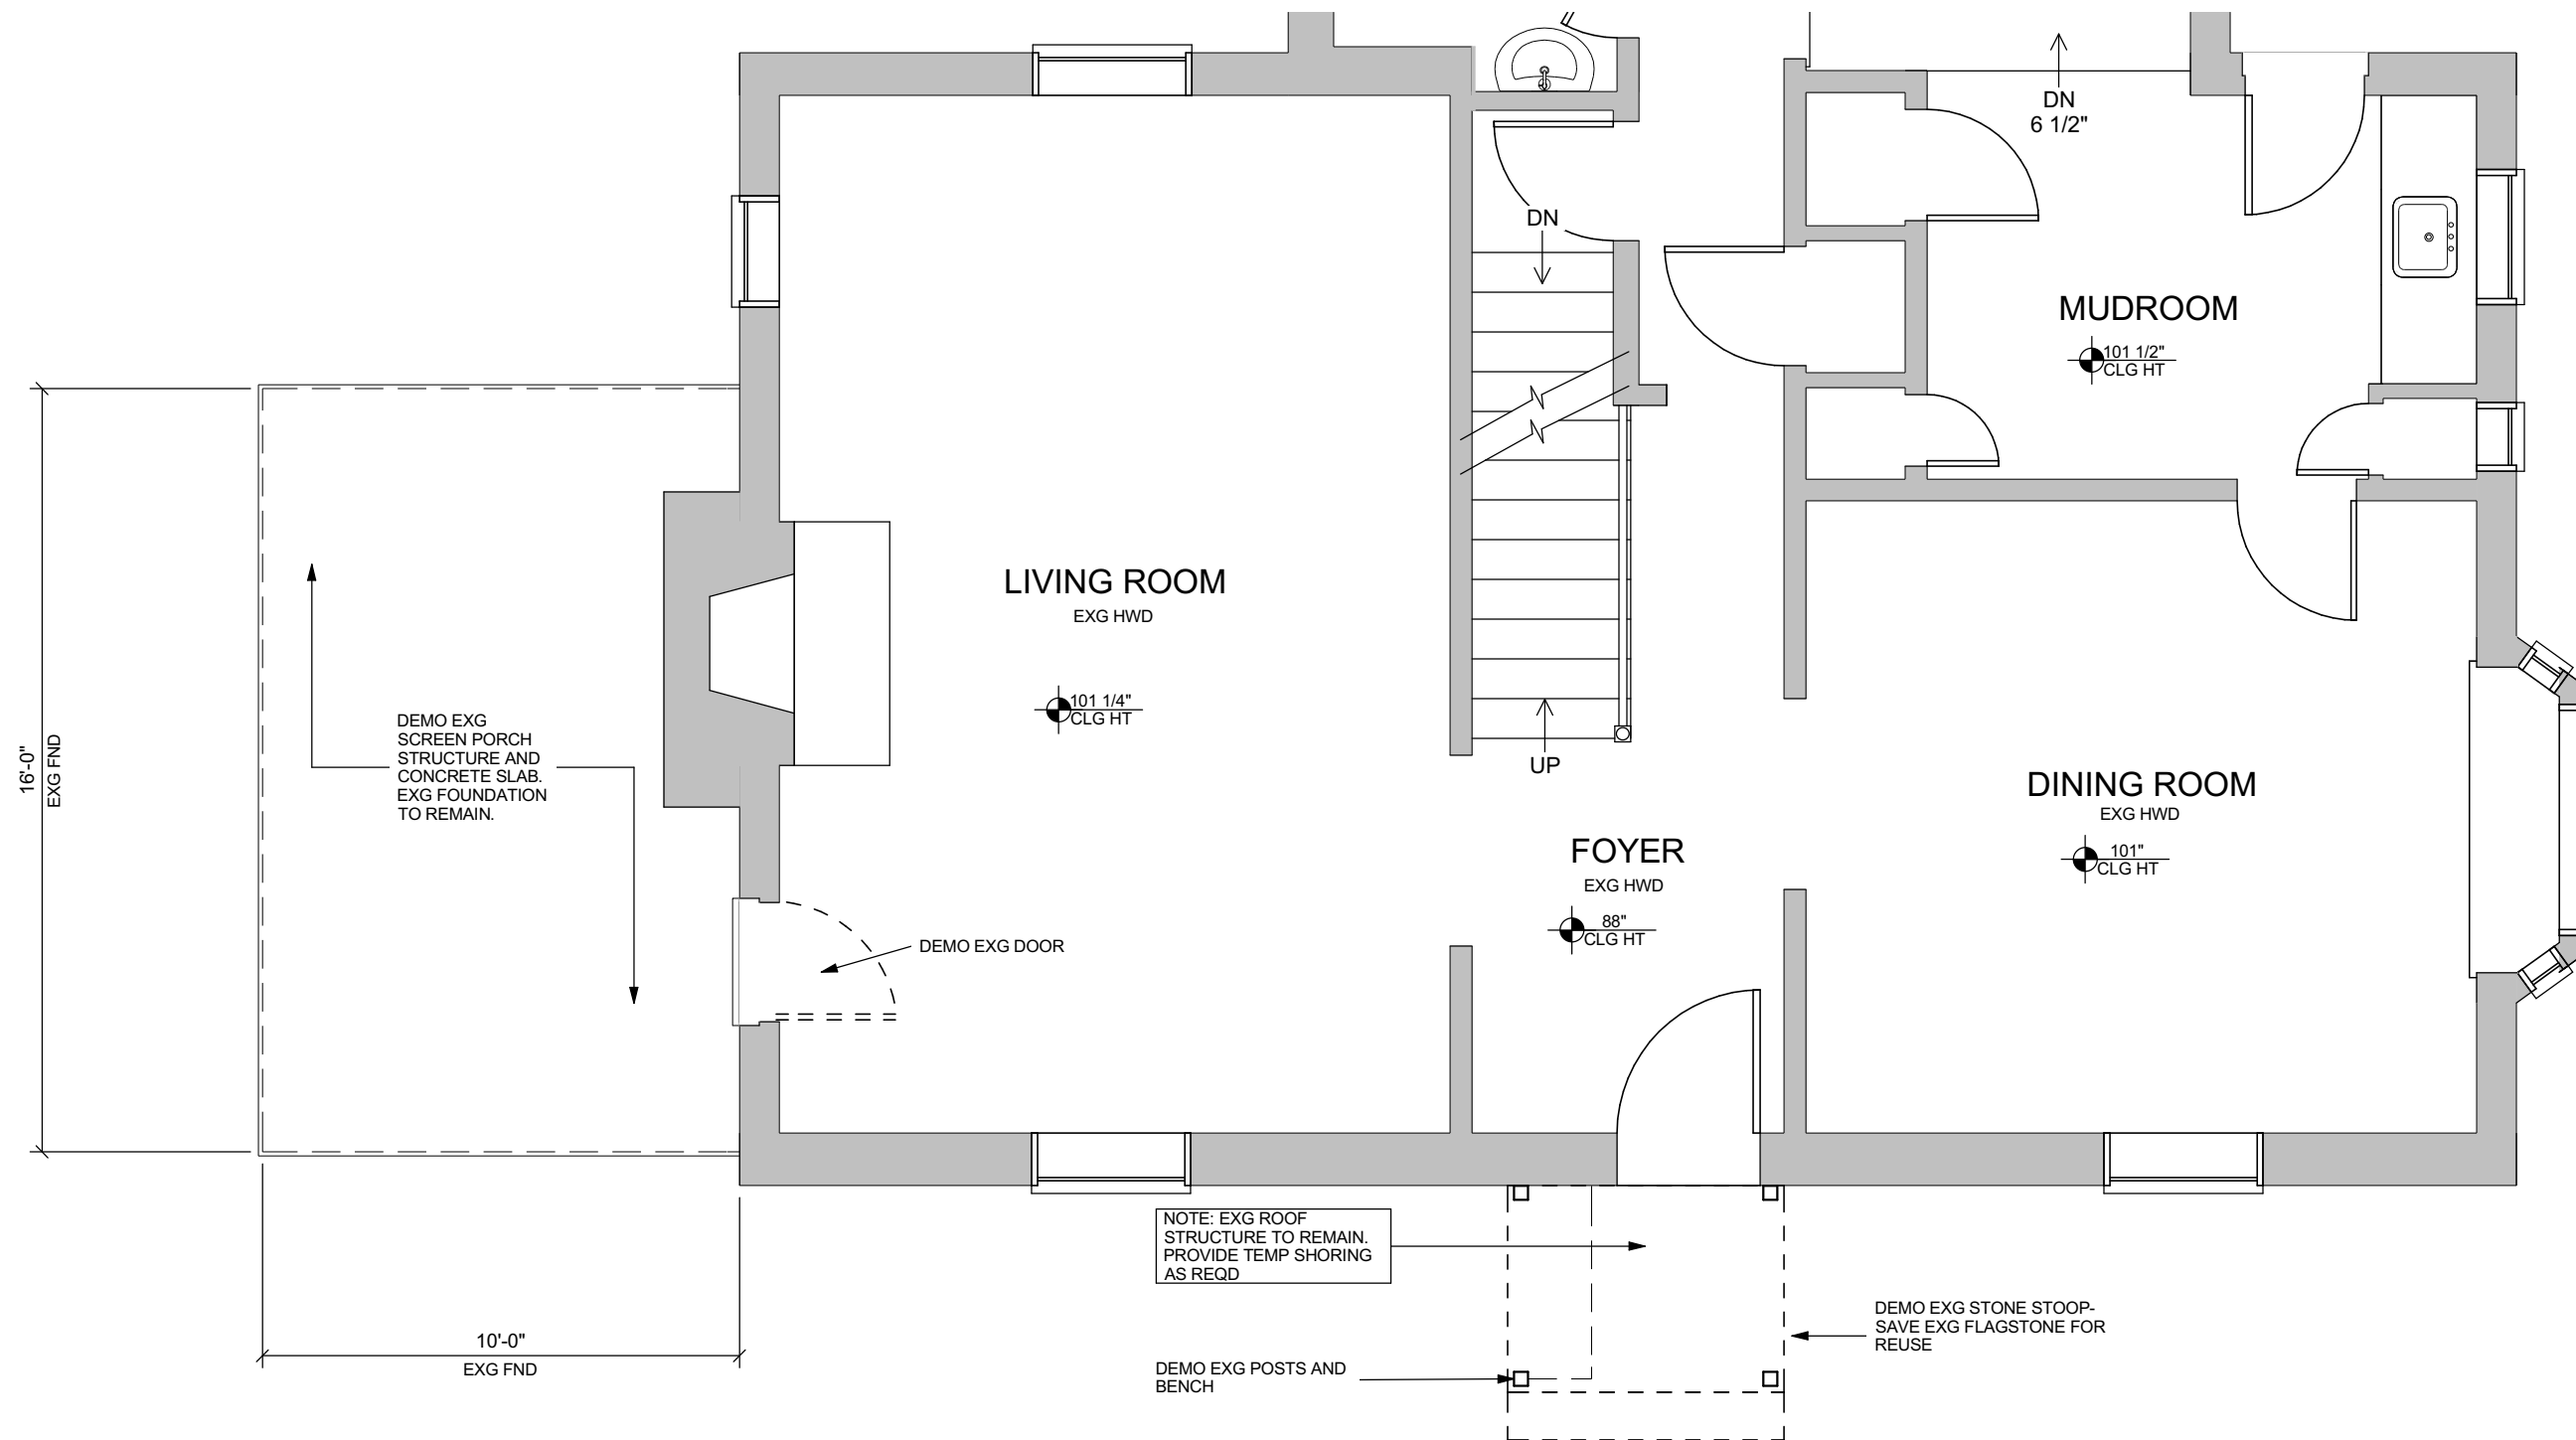 DN
6 1/2"
DN
MUDROOM
101 1/2"
CLG HT
LIVING ROOM
EXG HWD
101 1/4"
CLG HT
DEMO EXG
SCREEN PORCH
STRUCTURE AND
CONCRETE SLAB.
EXG FOUNDATION
TO REMAIN.
16'-0"
EXG FND
UP
DINING ROOM
EXG HWD
101"
CLG HT
FOYER
EXG HWD
88"
CLG HT
DEMO EXG DOOR
NOTE: EXG ROOF
STRUCTURE TO REMAIN.
PROVIDE TEMP SHORING
AS REQD
DEMO EXG STONE STOOP-
SAVE EXG FLAGSTONE FOR
REUSE
10'-0"
EXG FND
DEMO EXG POSTS AND
BENCH